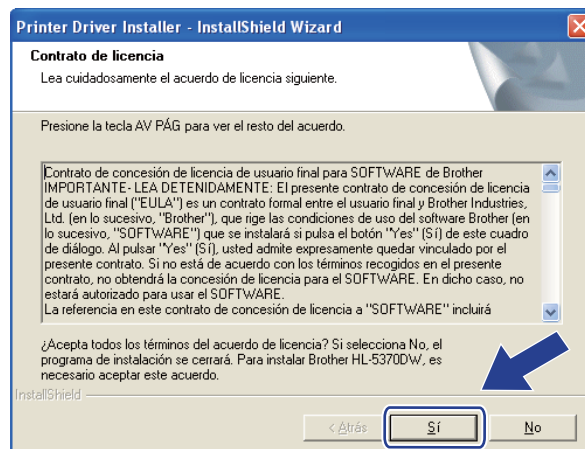 Printer Driver Installer - InstallShield Wizard
Contrato de licencia
Lea cuidadosamente el acuerdo de licencia siguiente.
Presione la tecla AV PÁG para ver el resto del acuerdo.
Contrato de concesión de licencia de usuario final para SOFTWARE de Brother
IMPORTANTE- LEA DETENIDAMENTE: El presente contrato de concesión de licencia
de usuario final ("EULA") es un contrato formal entre el usuario final y Brother Industries,
Ltd. (en lo sucesivo, "Brother"), que rige las condiciones de uso del software Brother (en
lo sucesivo, "SOFTWARE") que se instalará si pulsa el botón "Yes" (Sí) de este cuadro
de diálogo. Al pulsar "Yes" (Sí), usted admite expresamente quedar vinculado por el
presente contrato. Si no está de acuerdo con los términos recogidos en el presente
contrato, no obtendrá la concesión de licencia para el SOFTWARE. En dicho caso, no
estará autorizado para usar el SOFTWARE.
La referencia en este contrato de concesión de licencia a "SOFTWARE" incluirá
¿Acepta todos los términos del acuerdo de licencia? Si selecciona No, el
programa de instalación se cerrará. Para instalar Brother HL-5370DW, es
necesario aceptar este acuerdo.
InstallShield
< Atrás Sí No